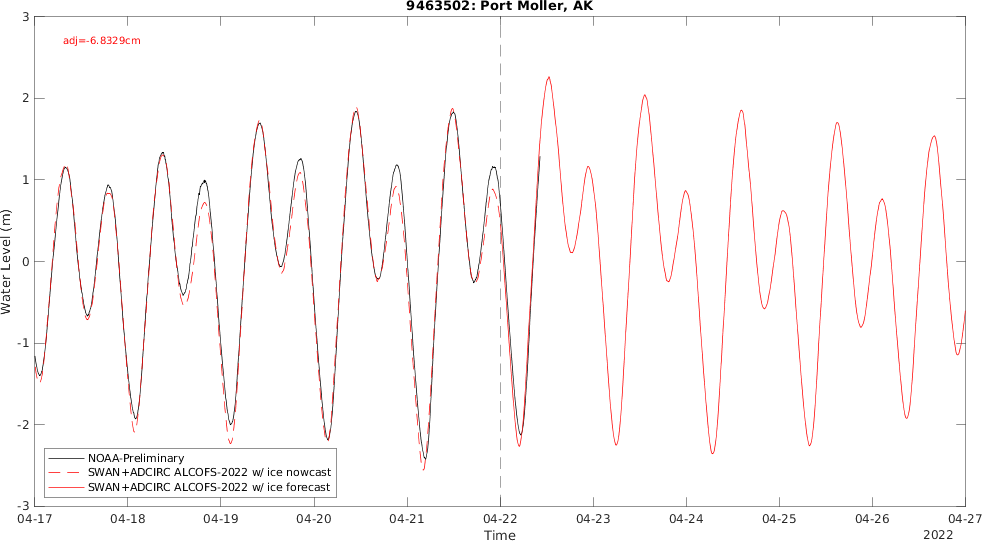 9463502: Port Moller, AK
adj=-6.8329cm
Water Level (m)
3
2
1
0
-1
-2
-3
NOAA-Preliminary
SWAN+ADCIRC ALCOFS-2022 w/ ice nowcast
SWAN+ADCIRC ALCOFS-2022 w/ ice forecast
04-17 04-18 04-19 04-20 04-21 04-22 04-23 04-24 04-25 04-26 04-27
Time
2022